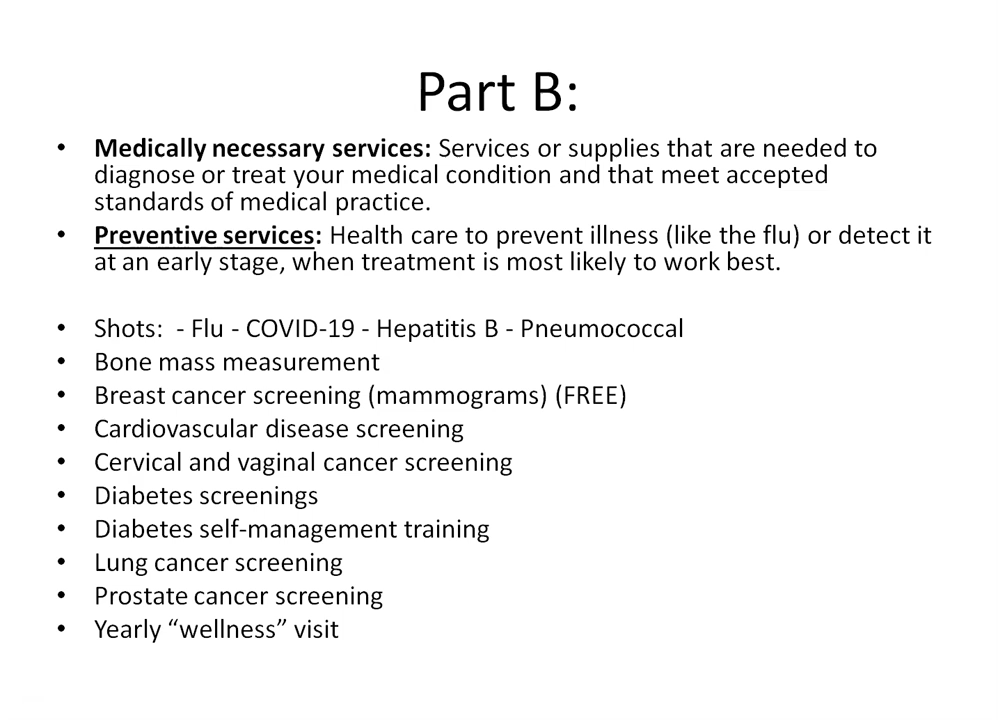 Part B:
• Medically necessary services: Services or supplies that are needed to
diagnose or treat your medical condition and that meet accepted
standards of medical practice.
• Preventive services: Health care to prevent illness (like the flu) or detect it
at an early stage, when treatment is most likely to work best.
• Shots:  - Flu - COVID-19 - Hepatitis B - Pneumococcal
• Bone mass measurement
• Breast cancer screening (mammograms) (FREE)
• Cardiovascular disease screening
• Cervical and vaginal cancer screening
• Diabetes screenings
• Diabetes self-management training
• Lung cancer screening
• Prostate cancer screening
• Yearly “wellness” visit